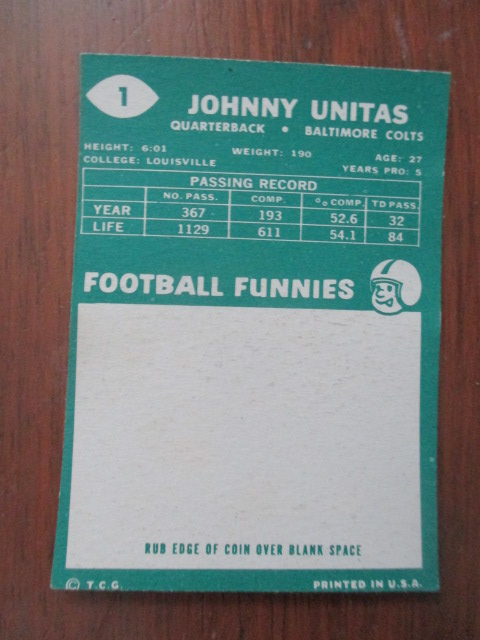 1
JOHNNY UNITAS
QUARTERBACK • BALTIMORE COLTS
HEIGHT: 6:01 WEIGHT: 190 AGE: 27
COLLEGE: LOUISVILLE YEARS PRO: 5
PASSING RECORD
NO. PASS. COMP. % COMP. TD PASS.
YEAR 367 193 52.6 32
LIFE 1129 611 54.1 84
FOOTBALL FUNNIES
RUB EDGE OF COIN OVER BLANK SPACE
© T.C.G. PRINTED IN U.S.A.